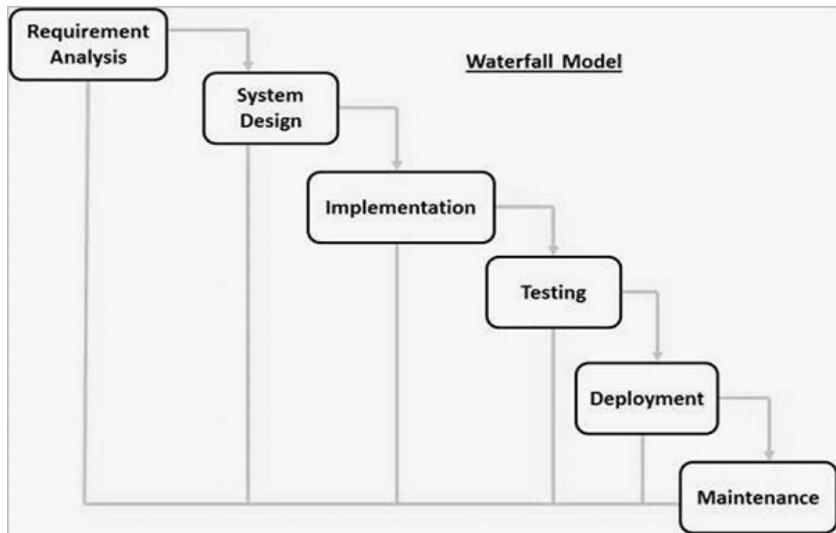 Requirement
Analysis
Waterfall Model
System
Design
Implementation
Testing
Deployment
Maintenance